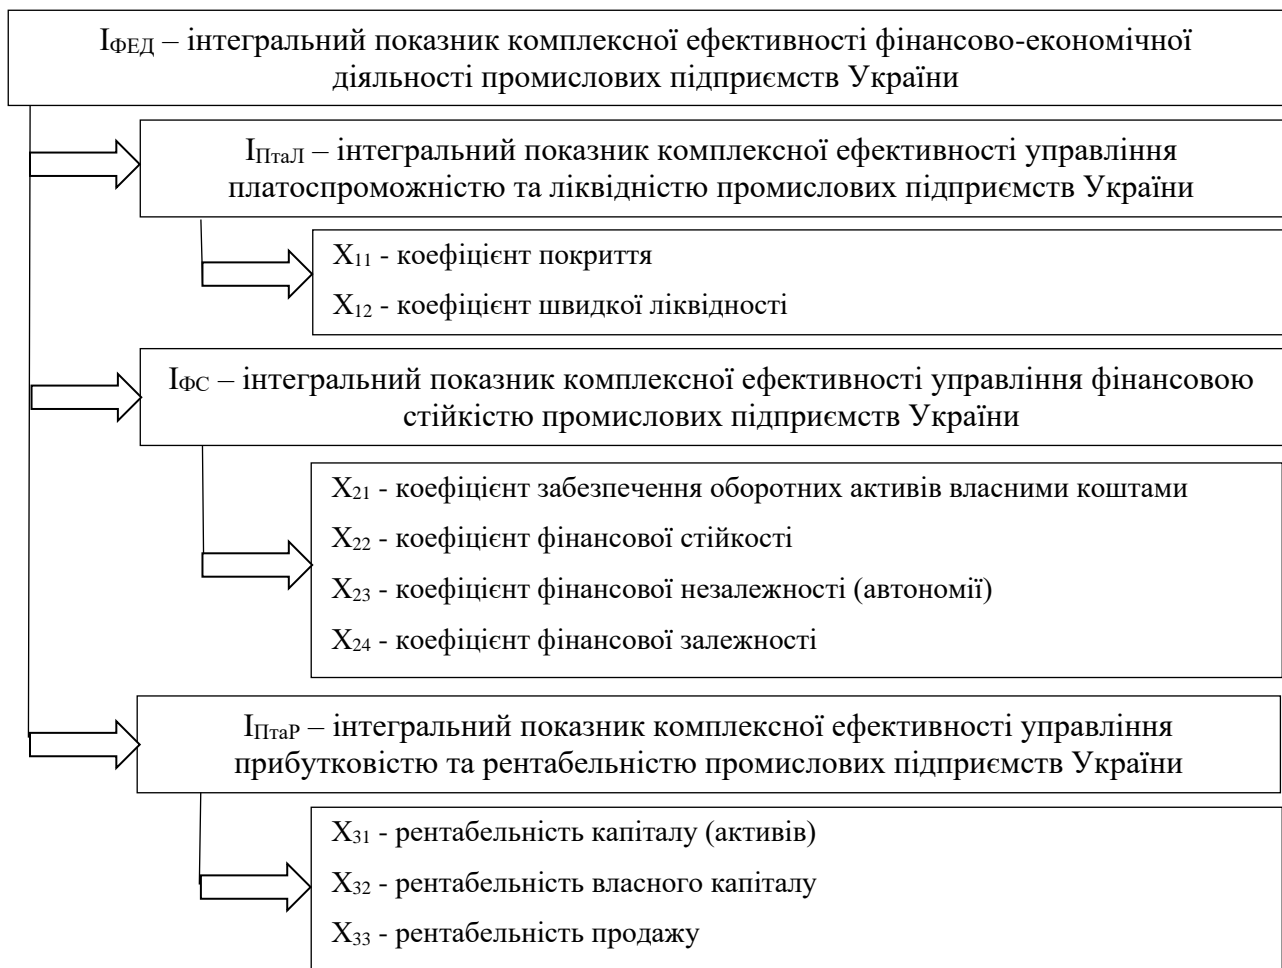 I_ФЕД – інтегральний показник комплексної ефективності фінансово-економічної
діяльності промислових підприємств України
I_ПтаЛ – інтегральний показник комплексної ефективності управління
платоспроможністю та ліквідністю промислових підприємств України
X₁₁ - коефіцієнт покриття
X₁₂ - коефіцієнт швидкої ліквідності
I_ФС – інтегральний показник комплексної ефективності управління фінансовою
стійкістю промислових підприємств України
X₂₁ - коефіцієнт забезпечення оборотних активів власними коштами
X₂₂ - коефіцієнт фінансової стійкості
X₂₃ - коефіцієнт фінансової незалежності (автономії)
X₂₄ - коефіцієнт фінансової залежності
I_ПтаР – інтегральний показник комплексної ефективності управління
прибутковістю та рентабельністю промислових підприємств України
X₃₁ - рентабельність капіталу (активів)
X₃₂ - рентабельність власного капіталу
X₃₃ - рентабельність продажу